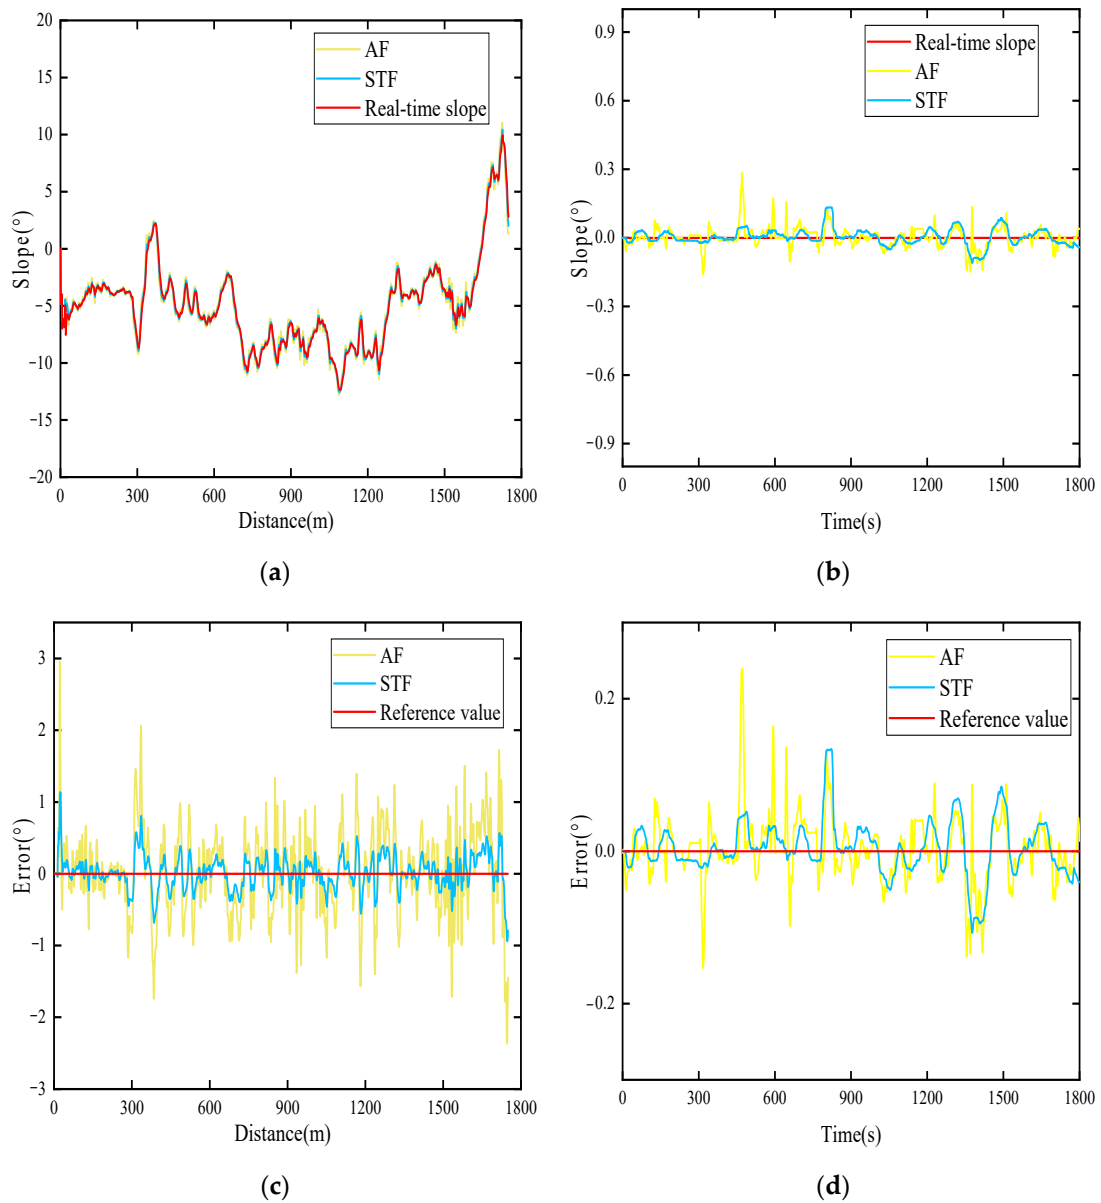 20
15
10
5
0
−5
−10
−15
−20
Slope(°)
AF
STF
Real-time slope
0 300 600 900 1200 1500 1800
Distance(m)
(a)
0.9
0.6
0.3
0.0
−0.3
−0.6
−0.9
Slope(°)
Real-time slope
AF
STF
0 300 600 900 1200 1500 1800
Time(s)
(b)
3
2
1
0
−1
−2
−3
Error(°)
AF
STF
Reference value
0 300 600 900 1200 1500 1800
Distance(m)
(c)
0.2
0.0
−0.2
Error(°)
AF
STF
Reference value
0 300 600 900 1200 1500 1800
Time(s)
(d)